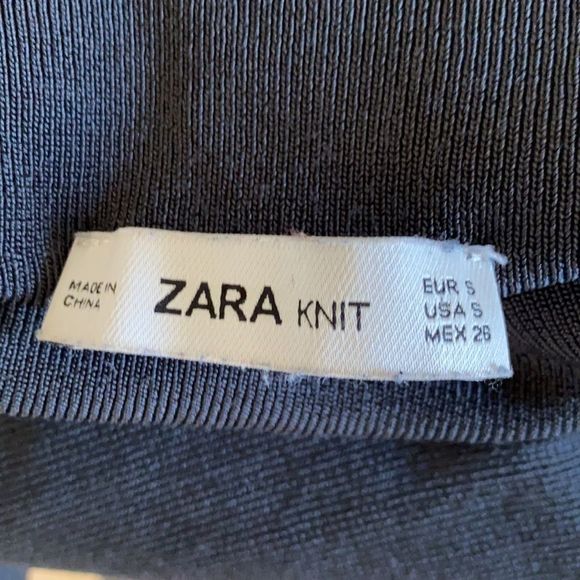 MADE IN
CHINA
ZARA KNIT
EUR S
USA S
MEX 26